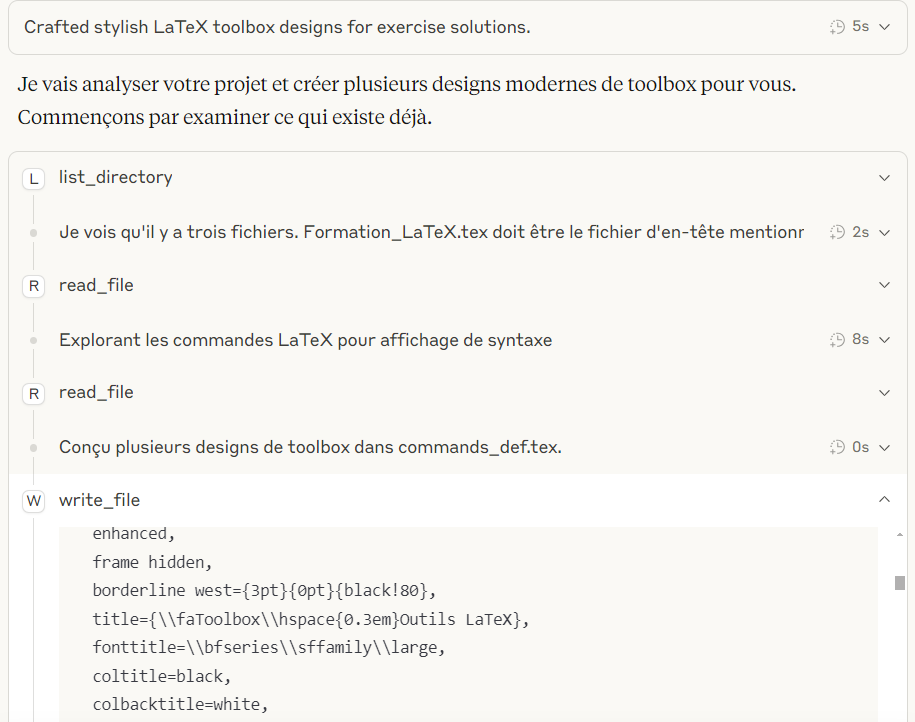 Crafted stylish LaTeX toolbox designs for exercise solutions. 5s
Je vais analyser votre projet et créer plusieurs designs modernes de toolbox pour vous.
Commençons par examiner ce qui existe déjà.
L list_directory
Je vois qu'il y a trois fichiers. Formation_LaTeX.tex doit être le fichier d'en-tête mentionr 2s
R read_file
Explorant les commandes LaTeX pour affichage de syntaxe 8s
R read_file
Conçu plusieurs designs de toolbox dans commands_def.tex. 0s
W write_file
enhanced,
frame hidden,
borderline west={3pt}{0pt}{black!80},
title={\\faToolbox\\hspace{0.3em}Outils LaTeX},
fonttitle=\\bfseries\\sffamily\\large,
coltitle=black,
colbacktitle=white,